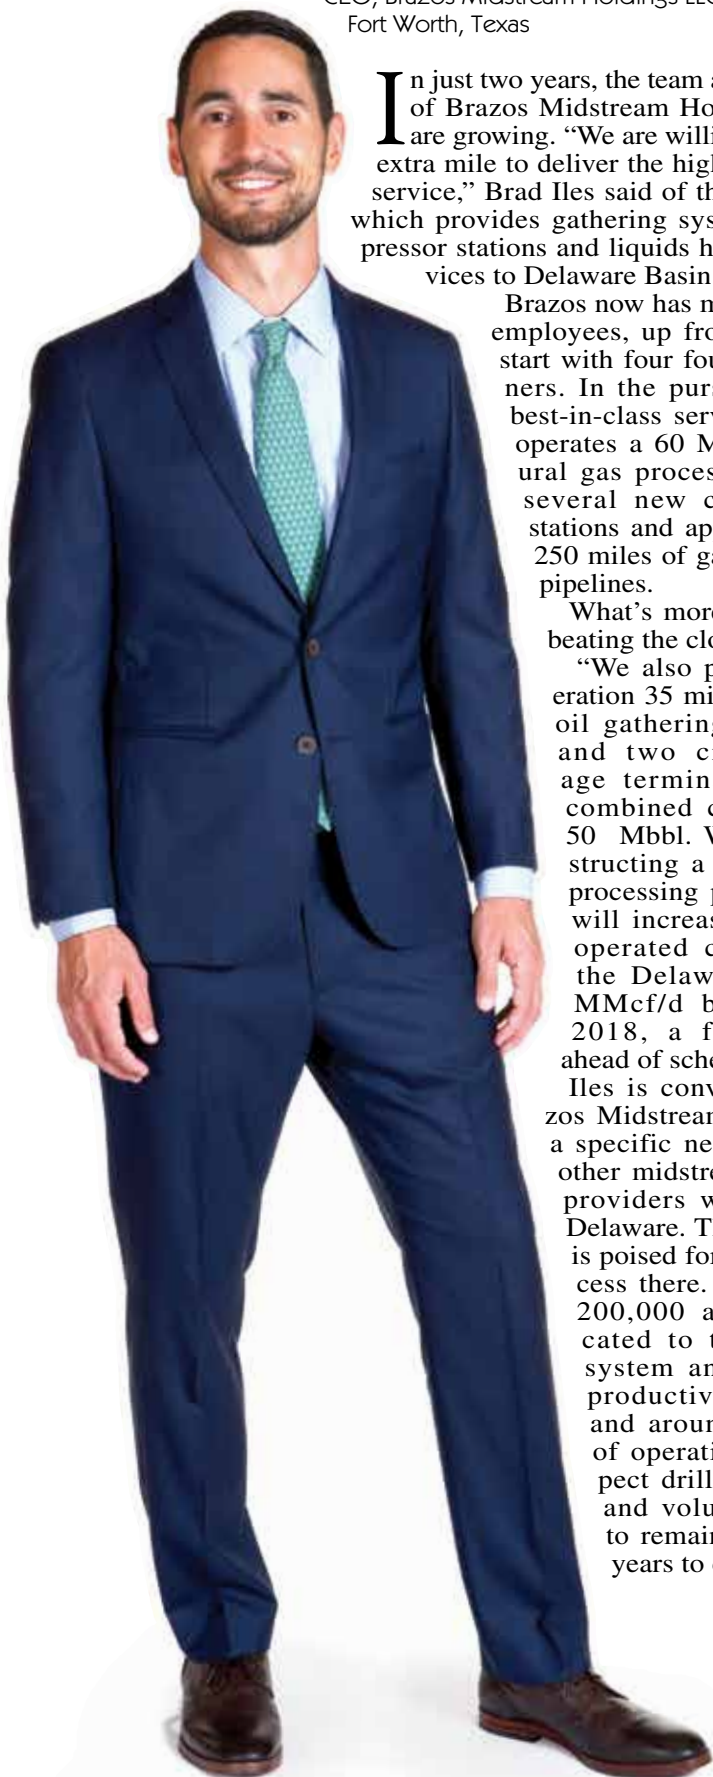 CEO, Brazos Midstream Holdings LLC
Fort Worth, Texas
In just two years, the team a
of Brazos Midstream Ho
are growing. “We are willi
extra mile to deliver the high
service,” Brad Iles said of th
which provides gathering sys
pressor stations and liquids h
vices to Delaware Basin
Brazos now has m
employees, up fro
start with four fou
ners. In the purs
best-in-class serv
operates a 60 M
ural gas process
several new c
stations and ap
250 miles of ga
pipelines.
What’s more
beating the clo
“We also p
eration 35 mi
oil gathering
and two c
age termin
combined c
50 Mbbl. W
structing a
processing p
will increas
operated c
the Delaw
MMcf/d b
2018, a f
ahead of sche
Iles is conv
zos Midstream
a specific ne
other midstre
providers w
Delaware. T
is poised for
cess there.
200,000 a
cated to t
system an
productiv
and aroun
of operati
pect drill
and volu
to remain
years to